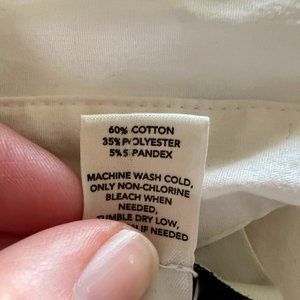 60% COTTON
35% POLYESTER
5% SPANDEX
MACHINE WASH COLD,
ONLY NON-CHLORINE
BLEACH WHEN
NEEDED,
TUMBLE DRY LOW,
IF NEEDED